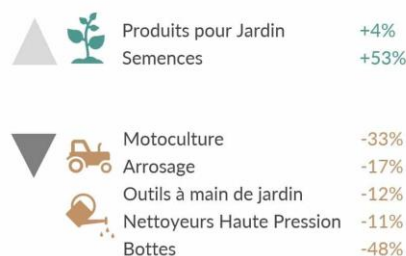 Produits pour Jardin +4%
Semences +53%
Motoculture -33%
Arrosage -17%
Outils à main de jardin -12%
Nettoyeurs Haute Pression -11%
Bottes -48%